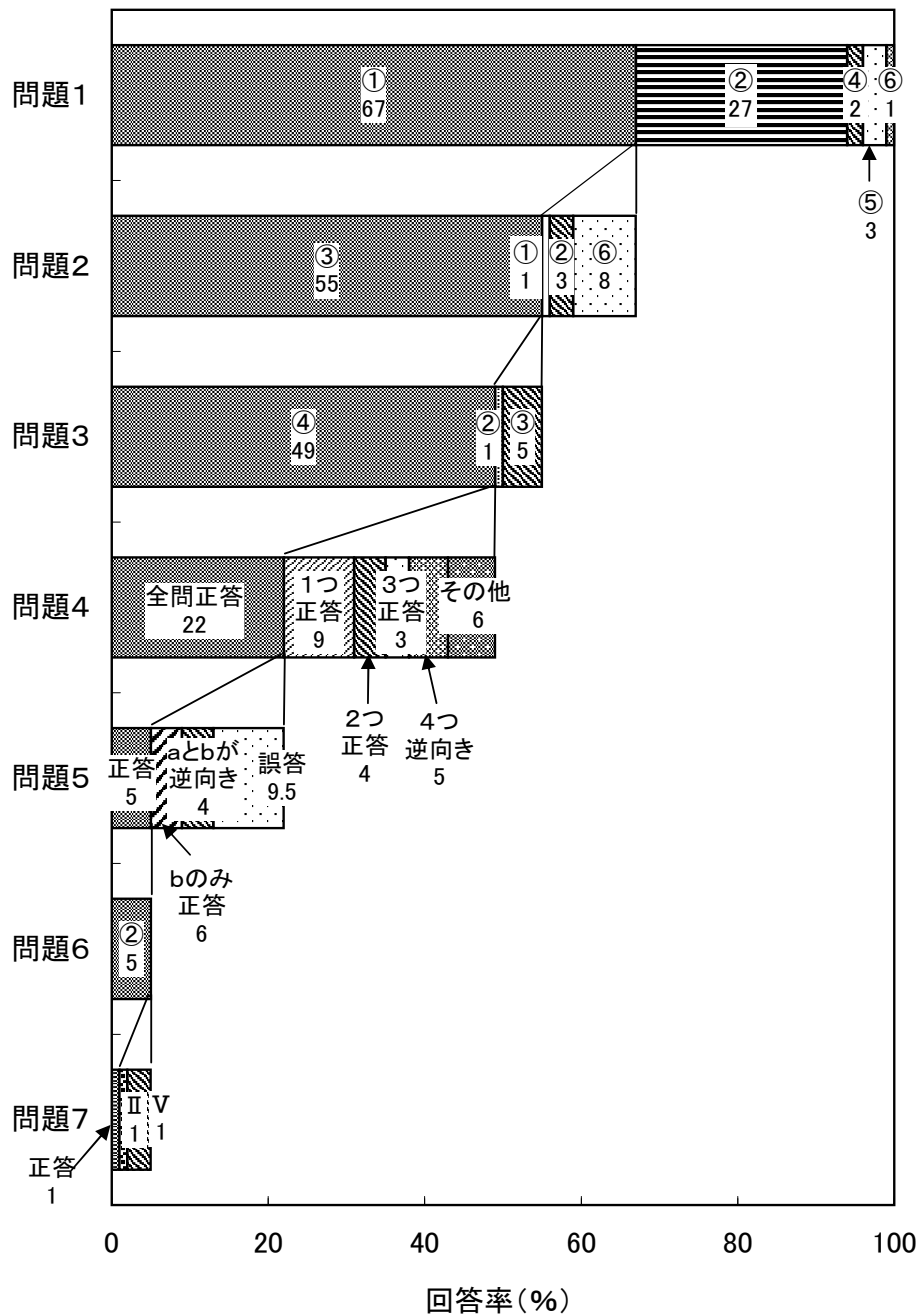 問題1
①
67
②
27
④
2
⑥
1
⑤
3
問題2
③
55
①
1
②
3
⑥
8
問題3
④
49
②
1
③
5
問題4
全問正答
22
1つ
正答
9
3つ
正答
3
その他
6
2つ
正答
4
4つ
逆向き
5
問題5
正答
5
aとbが
逆向き
4
誤答
9.5
bのみ
正答
6
問題6
②
5
問題7
Ⅱ
1
Ⅴ
1
正答
1
0 20 40 60 80 100
回答率(%)